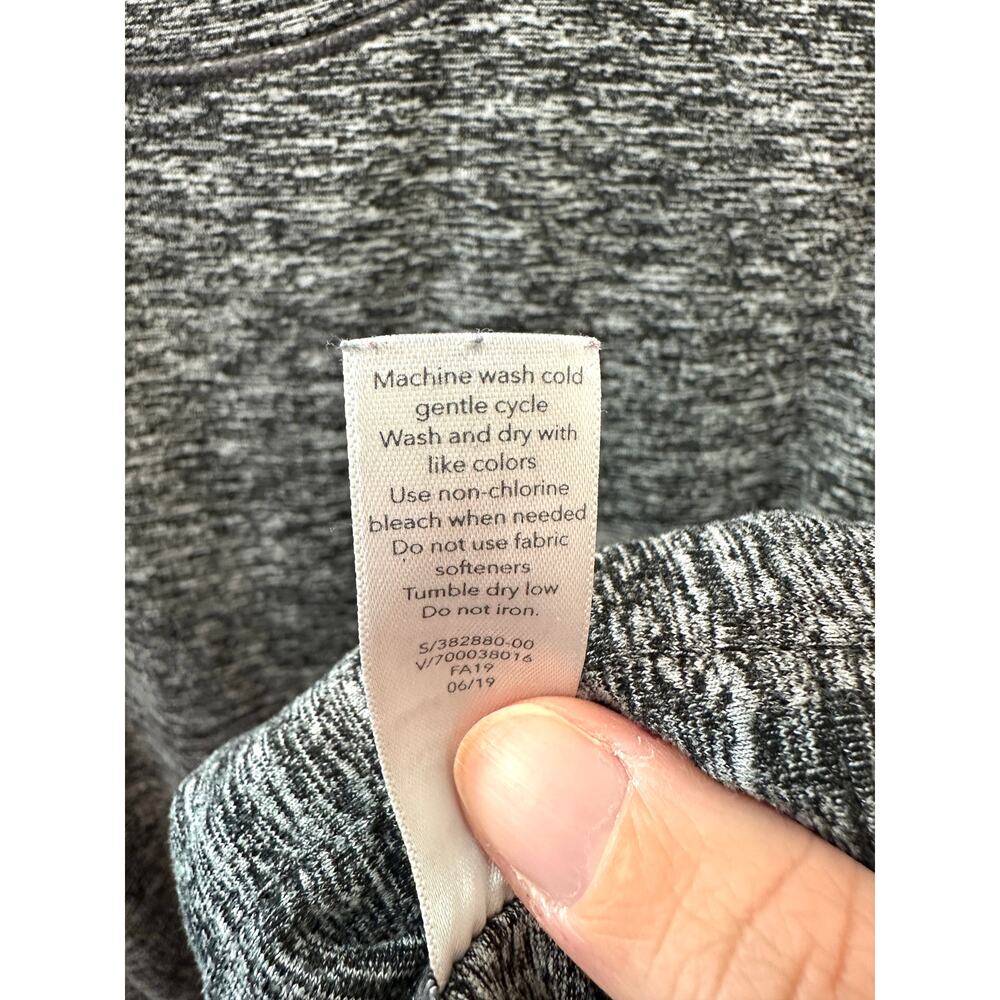 Machine wash cold
gentle cycle
Wash and dry with
like colors
Use non-chlorine
bleach when needed
Do not use fabric
softeners
Tumble dry low
Do not iron.
S/382880-00
V/700038016
FA19
06/19